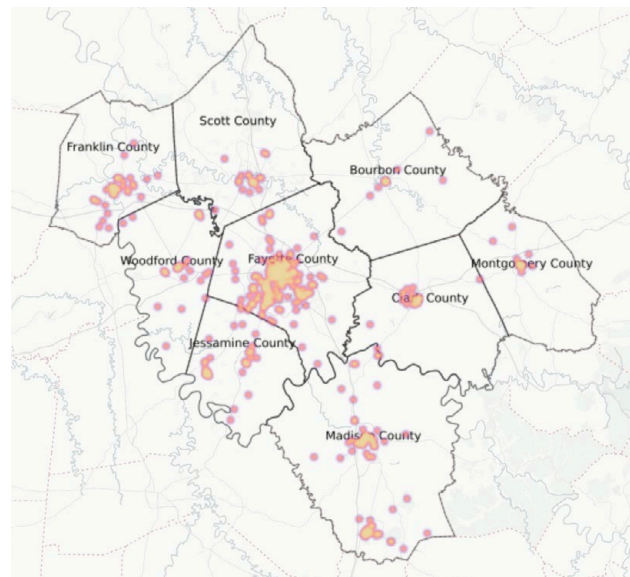 Scott County
Franklin County
Bourbon County
Woodford County
Fayette County
Montgomery County
Clark County
Jessamine County
Madison County